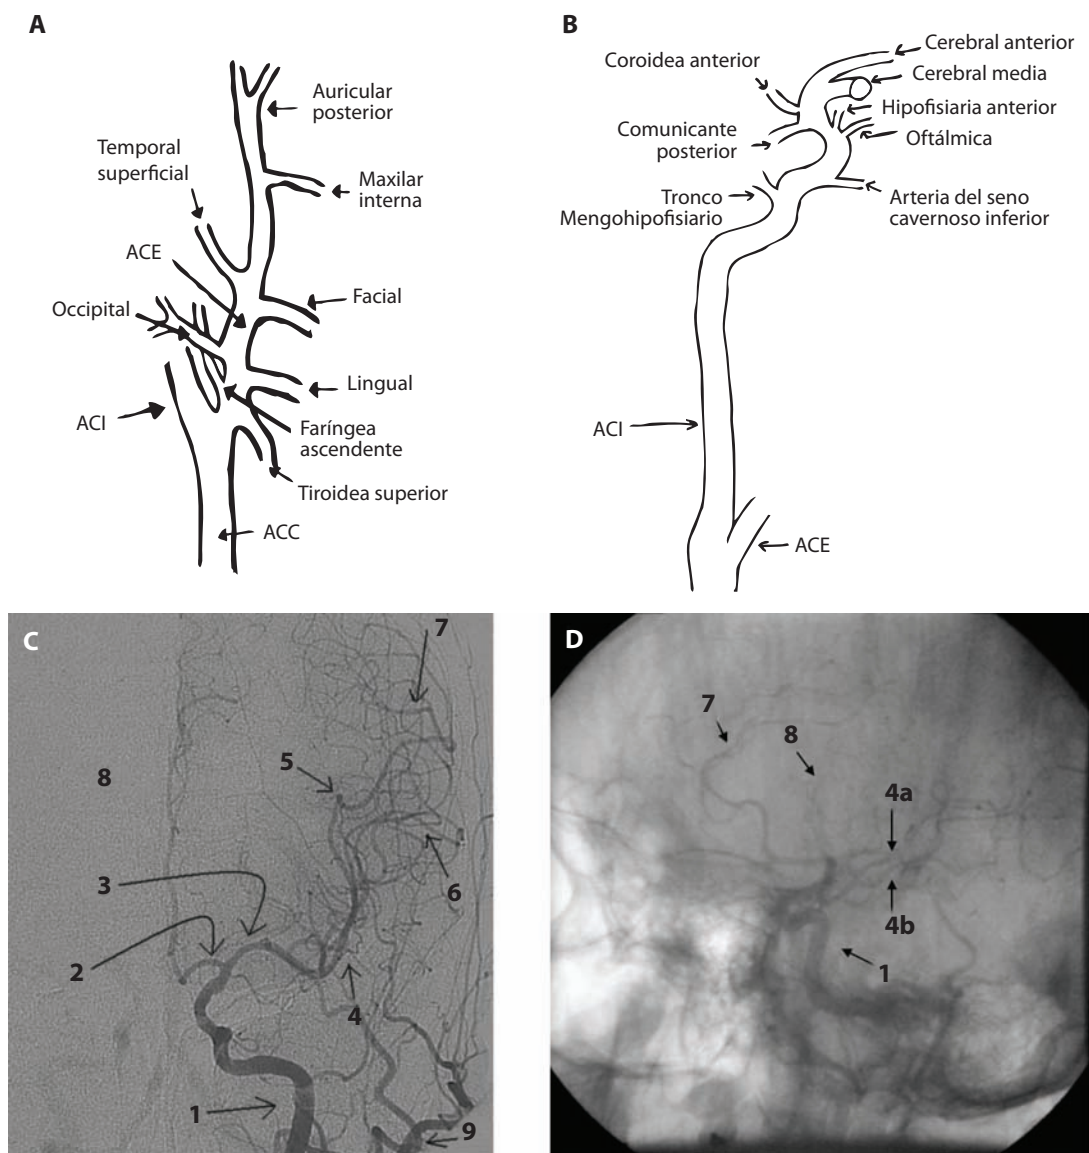 A
Auricular
posterior
Temporal
superficial
Maxilar
interna
ACE
Occipital
Facial
Lingual
ACI
Faríngea
ascendente
Tiroidea superior
ACC
B
Cerebral anterior
Coroidea anterior
Cerebral media
Hipofisiaria anterior
Comunicante
posterior
Oftálmica
Tronco
Mengohipofisiario
Arteria del seno
cavernoso inferior
ACI
ACE
C
7
5
8
3
6
2
4
1
9
D
7
8
4a
4b
1